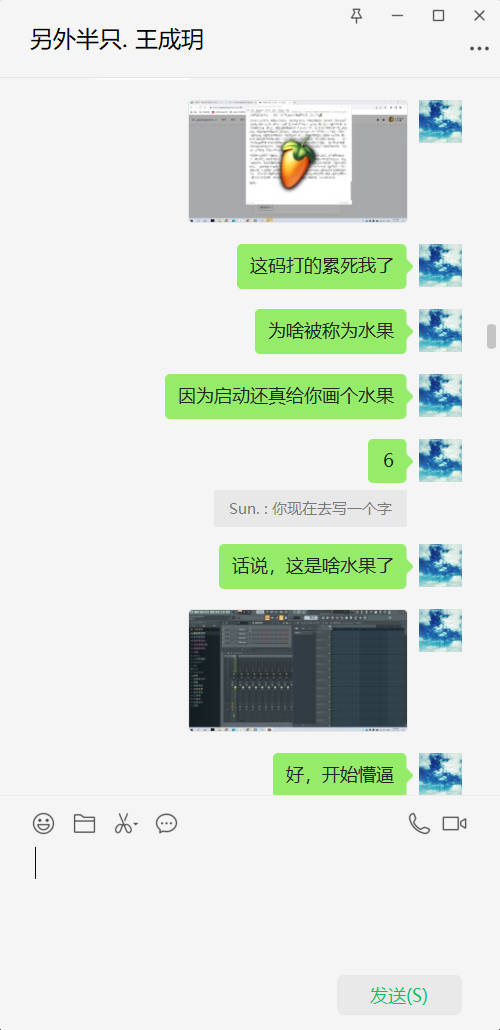 另外半只. 王成玥
这码打的累死我了
为啥被称为水果
因为启动还真给你画个水果
6
Sun. : 你现在去写一个字
话说，这是啥水果了
好，开始懵逼
发送(S)